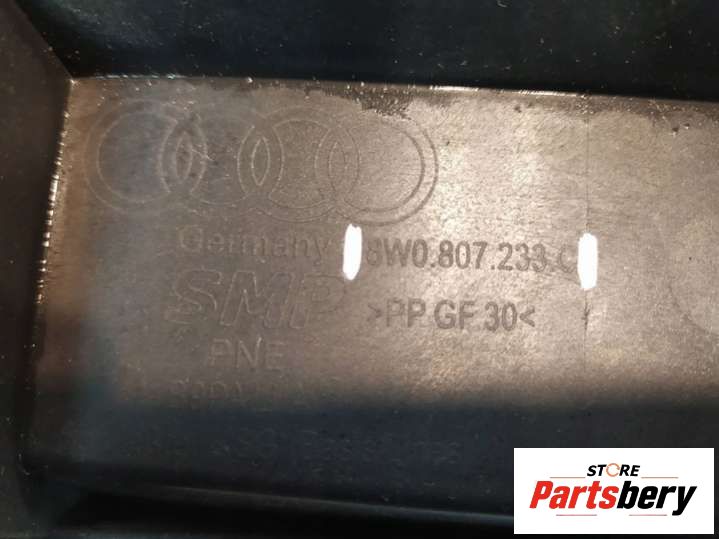 Germany 8W0.807.233.C
SMP >PP GF 30<
PNE
STORE
Partsbery